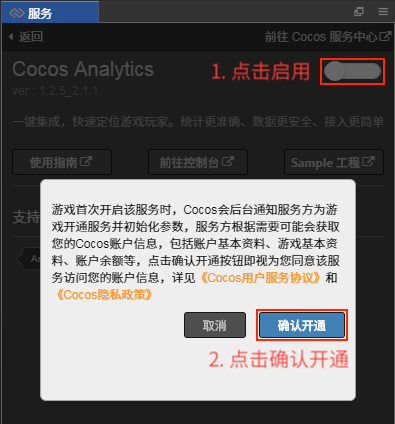 服务
返回
前往 Cocos 服务中心
Cocos Analytics
1. 点击启用
ver : 1.2.5_2.1.1
一键集成，快速定位游戏玩家。统计更准确、数据更安全、接入更简单
使用指南
前往控制台
Sample 工程
支持
游戏首次开启该服务时，Cocos会后台通知服务方为游
戏开通服务并初始化参数，服务方根据需要可能会获取
您的Cocos账户信息，包括账户基本资料、游戏基本资
料、账户余额等，点击确认开通按钮即视为您同意该服
务访问您的账户信息，详见《Cocos用户服务协议》和
《Cocos隐私政策》
取消
确认开通
2. 点击确认开通